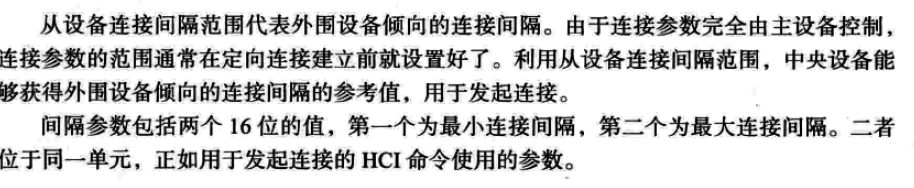 从设备连接间隔范围代表外围设备倾向的连接间隔。由于连接参数完全由主设备控制，
连接参数的范围通常在定向连接建立前就设置好了。利用从设备连接间隔范围，中央设备能
够获得外围设备倾向的连接间隔的参考值，用于发起连接。
间隔参数包括两个 16 位的值，第一个为最小连接间隔，第二个为最大连接间隔。二者
位于同一单元，正如用于发起连接的 HCI 命令使用的参数。